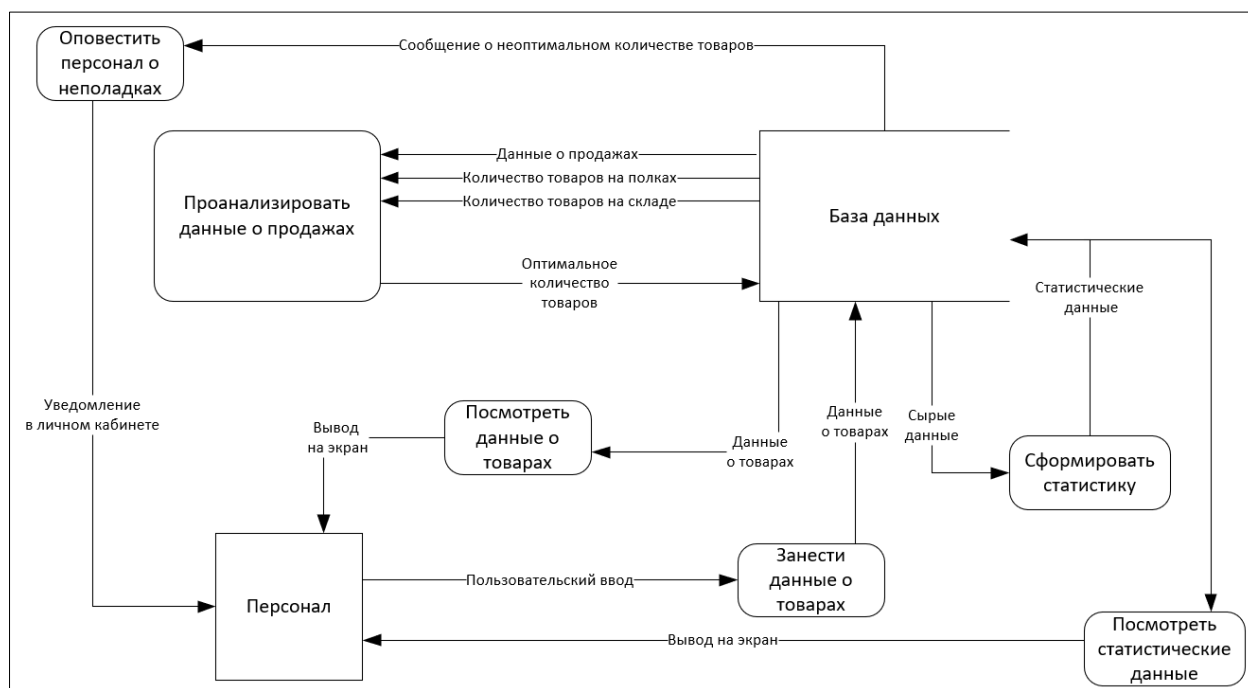 Оповестить
персонал о
неполадках
Сообщение о неоптимальном количестве товаров
Проанализировать
данные о продажах
Данные о продажах
Количество товаров на полках
Количество товаров на складе
База данных
Оптимальное
количество
товаров
Статистические
данные
Уведомление
в личном кабинете
Вывод
на экран
Посмотреть
данные о
товарах
Данные
о товарах
Данные
о товарах
Сырые
данные
Сформировать
статистику
Персонал
Пользовательский ввод
Занести
данные о
товарах
Вывод на экран
Посмотреть
статистические
данные